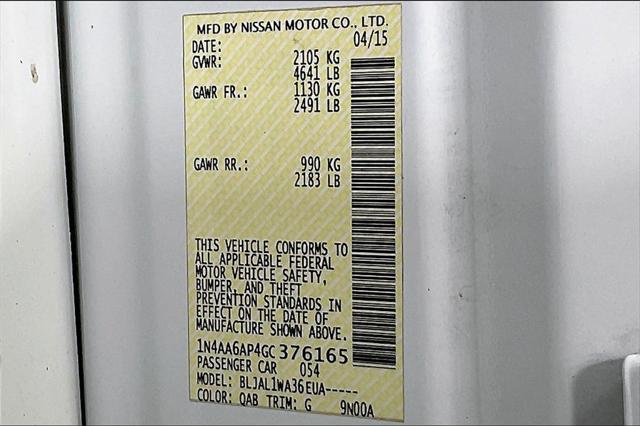 MFD BY NISSAN MOTOR CO., LTD.
DATE: 04/15
GVWR: 2105 KG
4641 LB
GAWR FR.: 1130 KG
2491 LB
GAWR RR.: 990 KG
2183 LB
THIS VEHICLE CONFORMS TO
ALL APPLICABLE FEDERAL
MOTOR VEHICLE SAFETY,
BUMPER, AND THEFT
PREVENTION STANDARDS IN
EFFECT ON THE DATE OF
MANUFACTURE SHOWN ABOVE.
1N4AA6AP4GC376165
PASSENGER CAR 054
MODEL: BLJAL1WA36EUA-----
COLOR: QAB TRIM: G 9N00A